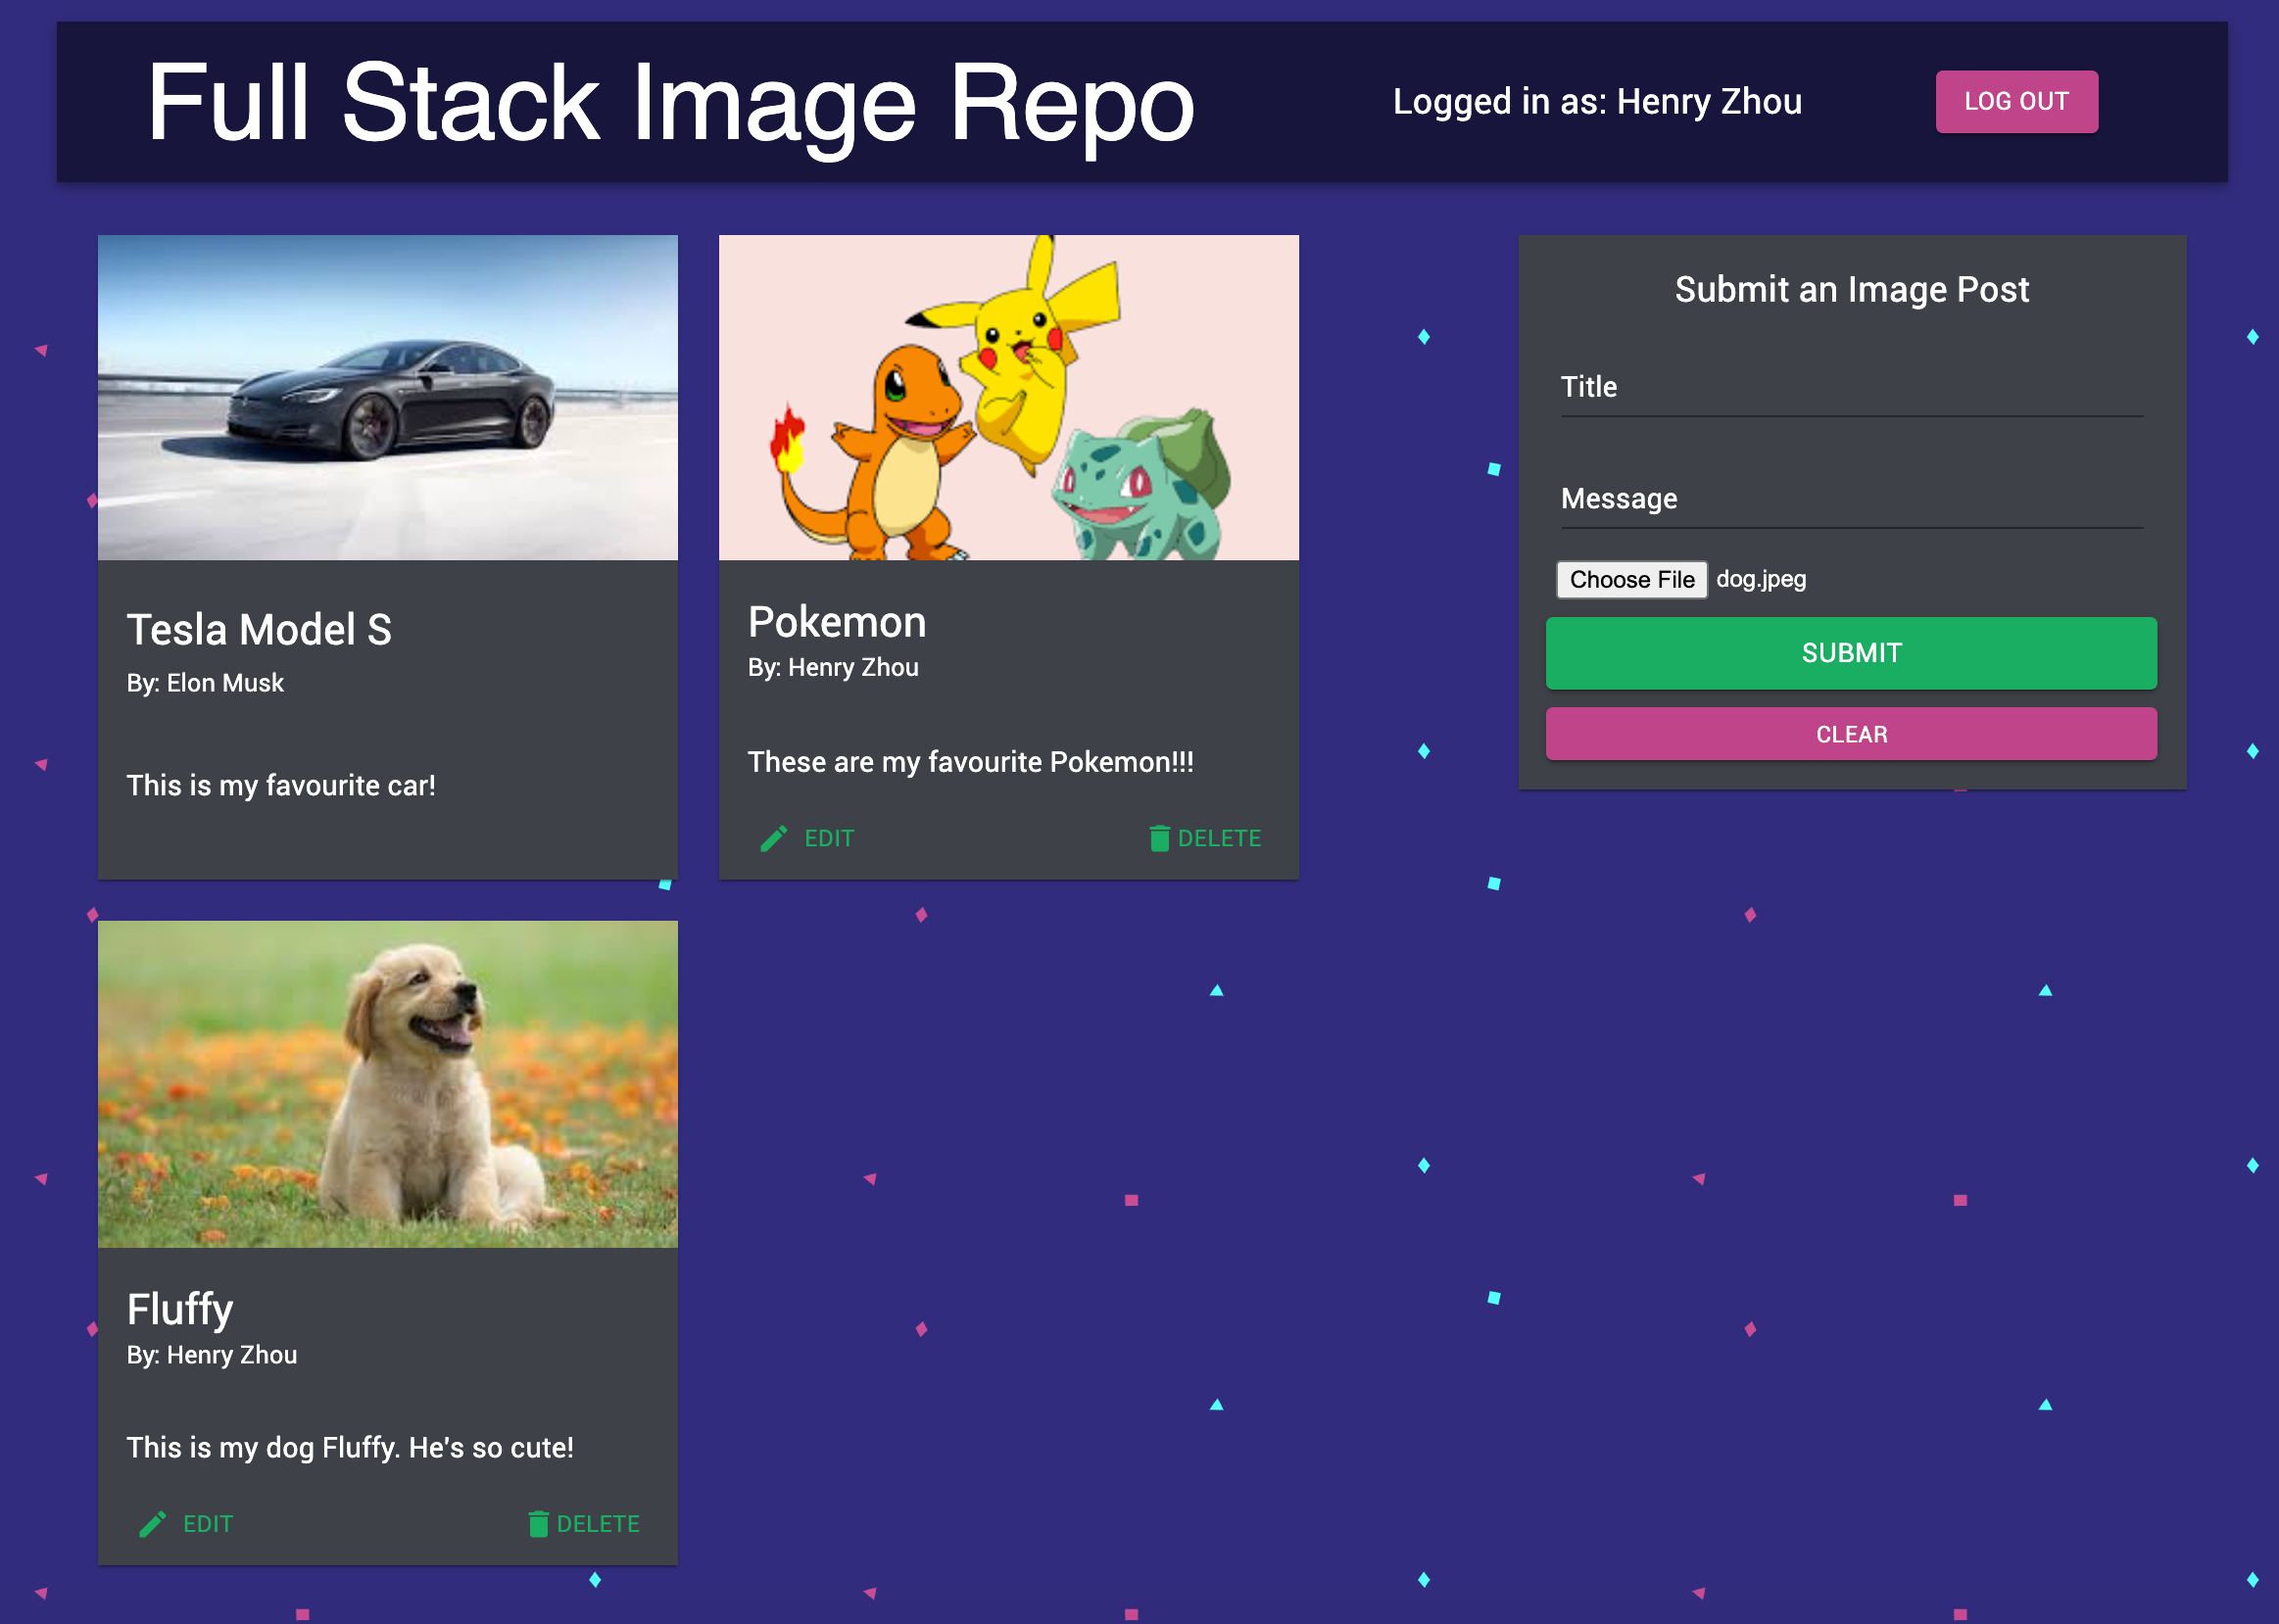 Full Stack Image Repo
Logged in as: Henry Zhou
LOG OUT
Tesla Model S
By: Elon Musk
This is my favourite car!
Pokemon
By: Henry Zhou
These are my favourite Pokemon!!!
EDIT
DELETE
Submit an Image Post
Title
Message
Choose File dog.jpeg
SUBMIT
CLEAR
Fluffy
By: Henry Zhou
This is my dog Fluffy. He's so cute!
EDIT
DELETE